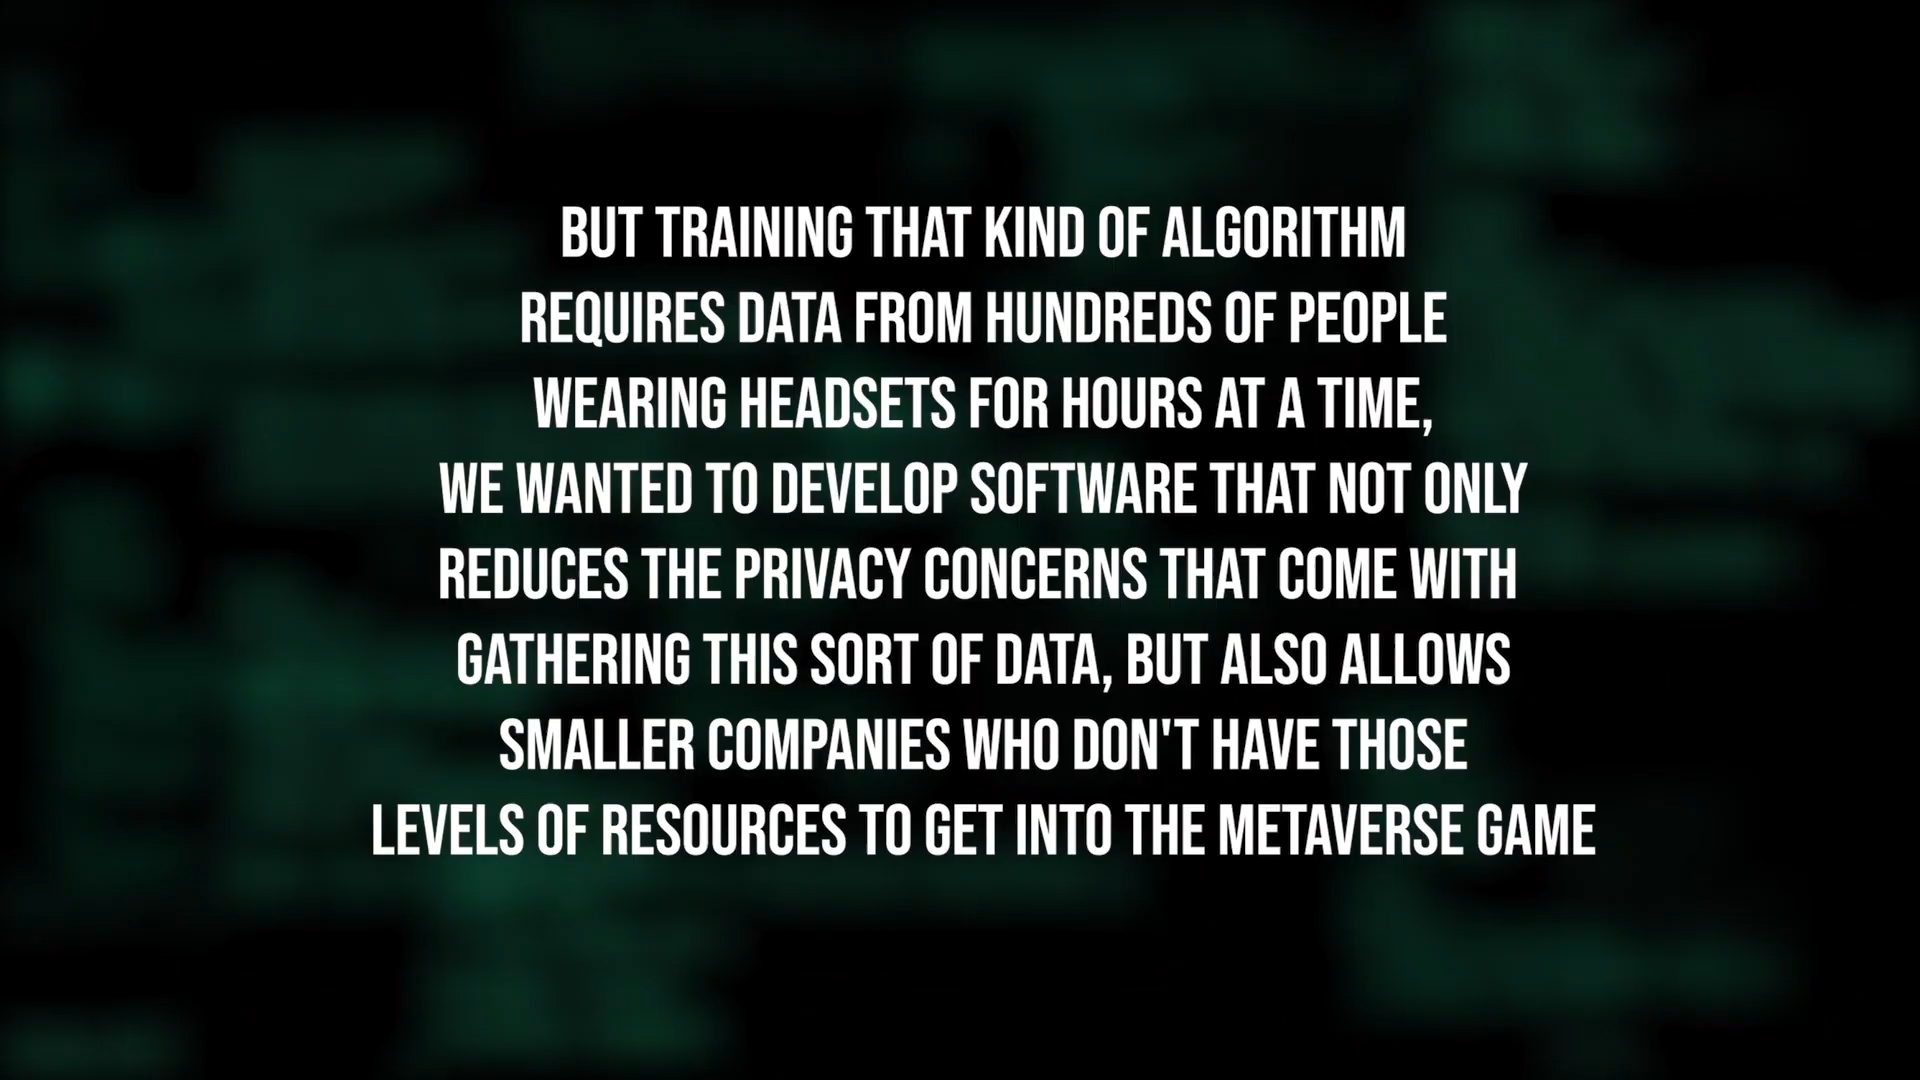 BUT TRAINING THAT KIND OF ALGORITHM
REQUIRES DATA FROM HUNDREDS OF PEOPLE
WEARING HEADSETS FOR HOURS AT A TIME,
WE WANTED TO DEVELOP SOFTWARE THAT NOT ONLY
REDUCES THE PRIVACY CONCERNS THAT COME WITH
GATHERING THIS SORT OF DATA, BUT ALSO ALLOWS
SMALLER COMPANIES WHO DON'T HAVE THOSE
LEVELS OF RESOURCES TO GET INTO THE METAVERSE GAME